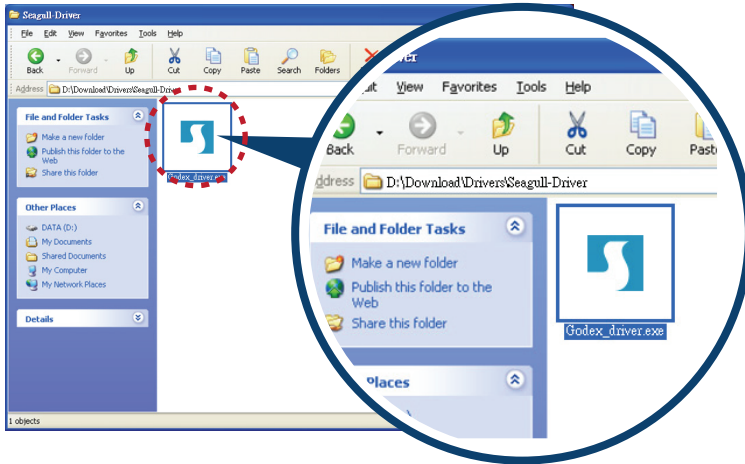 Seagull-Driver
File Edit View Favorites Tools Help
Back Forward Up Cut Copy Paste Search Folders
Address D:\Download\Drivers\Seagull-Driver
File and Folder Tasks
Make a new folder
Publish this folder to the
Web
Share this folder
Other Places
DATA (D:)
My Documents
Shared Documents
My Computer
My Network Places
Details
1 objects
Godex_driver.exe
View Favorites Tools Help
Back Forward Up Cut Copy Paste
D:\Download\Drivers\Seagull-Driver
File and Folder Tasks
Make a new folder
Publish this folder to the
Web
Share this folder
Places
Godex_driver.exe